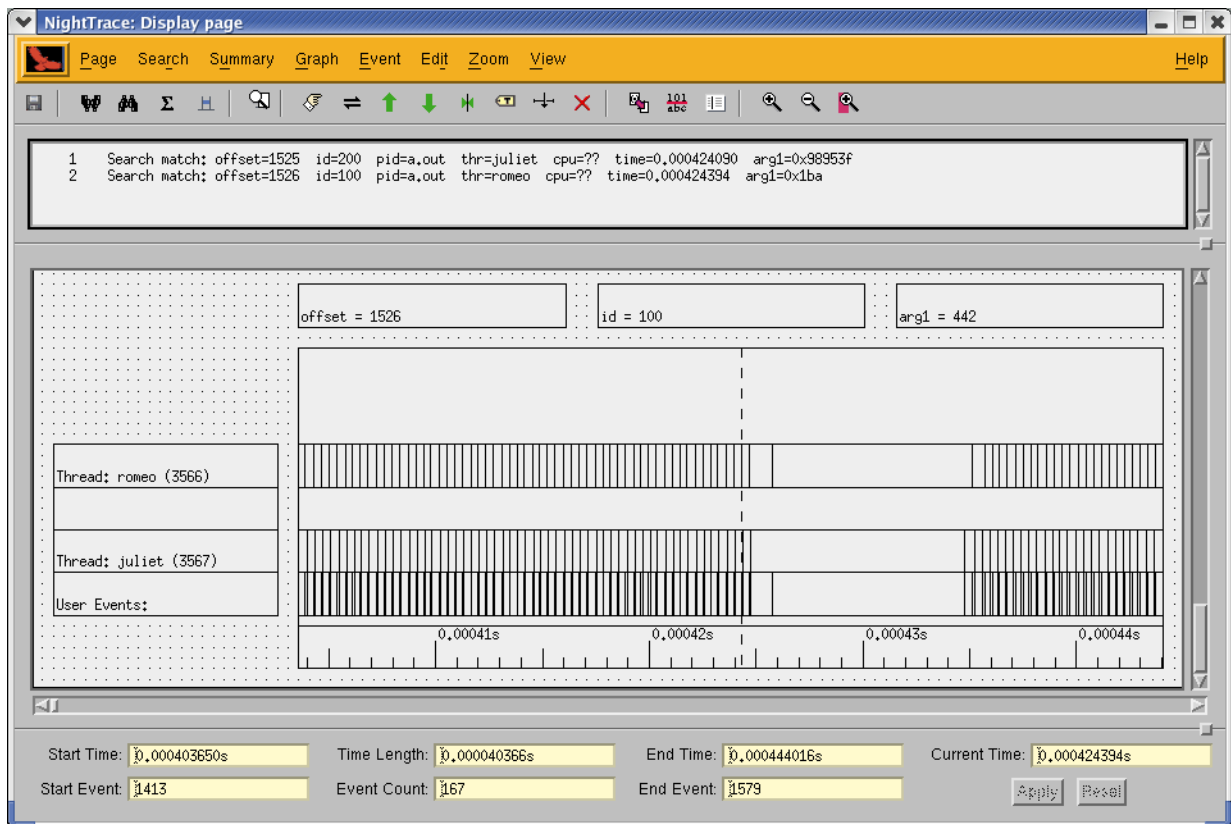 NightTrace: Display page
Page Search Summary Graph Event Edit Zoom View Help
101
abc
1 Search match: offset=1525 id=200 pid=a.out thr=juliet cpu=?? time=0.000424090 arg1=0x98953f
2 Search match: offset=1526 id=100 pid=a.out thr=romeo cpu=?? time=0.000424394 arg1=0x1ba
offset = 1526 id = 100 arg1 = 442
Thread: romeo (3566)
Thread: juliet (3567)
User Events:
0.00041s 0.00042s 0.00043s 0.00044s
Start Time: 0.000403650s Time Length: 0.000040366s End Time: 0.000444016s Current Time: 0.000424394s
Start Event: 1413 Event Count: 167 End Event: 1579 Apply Reset